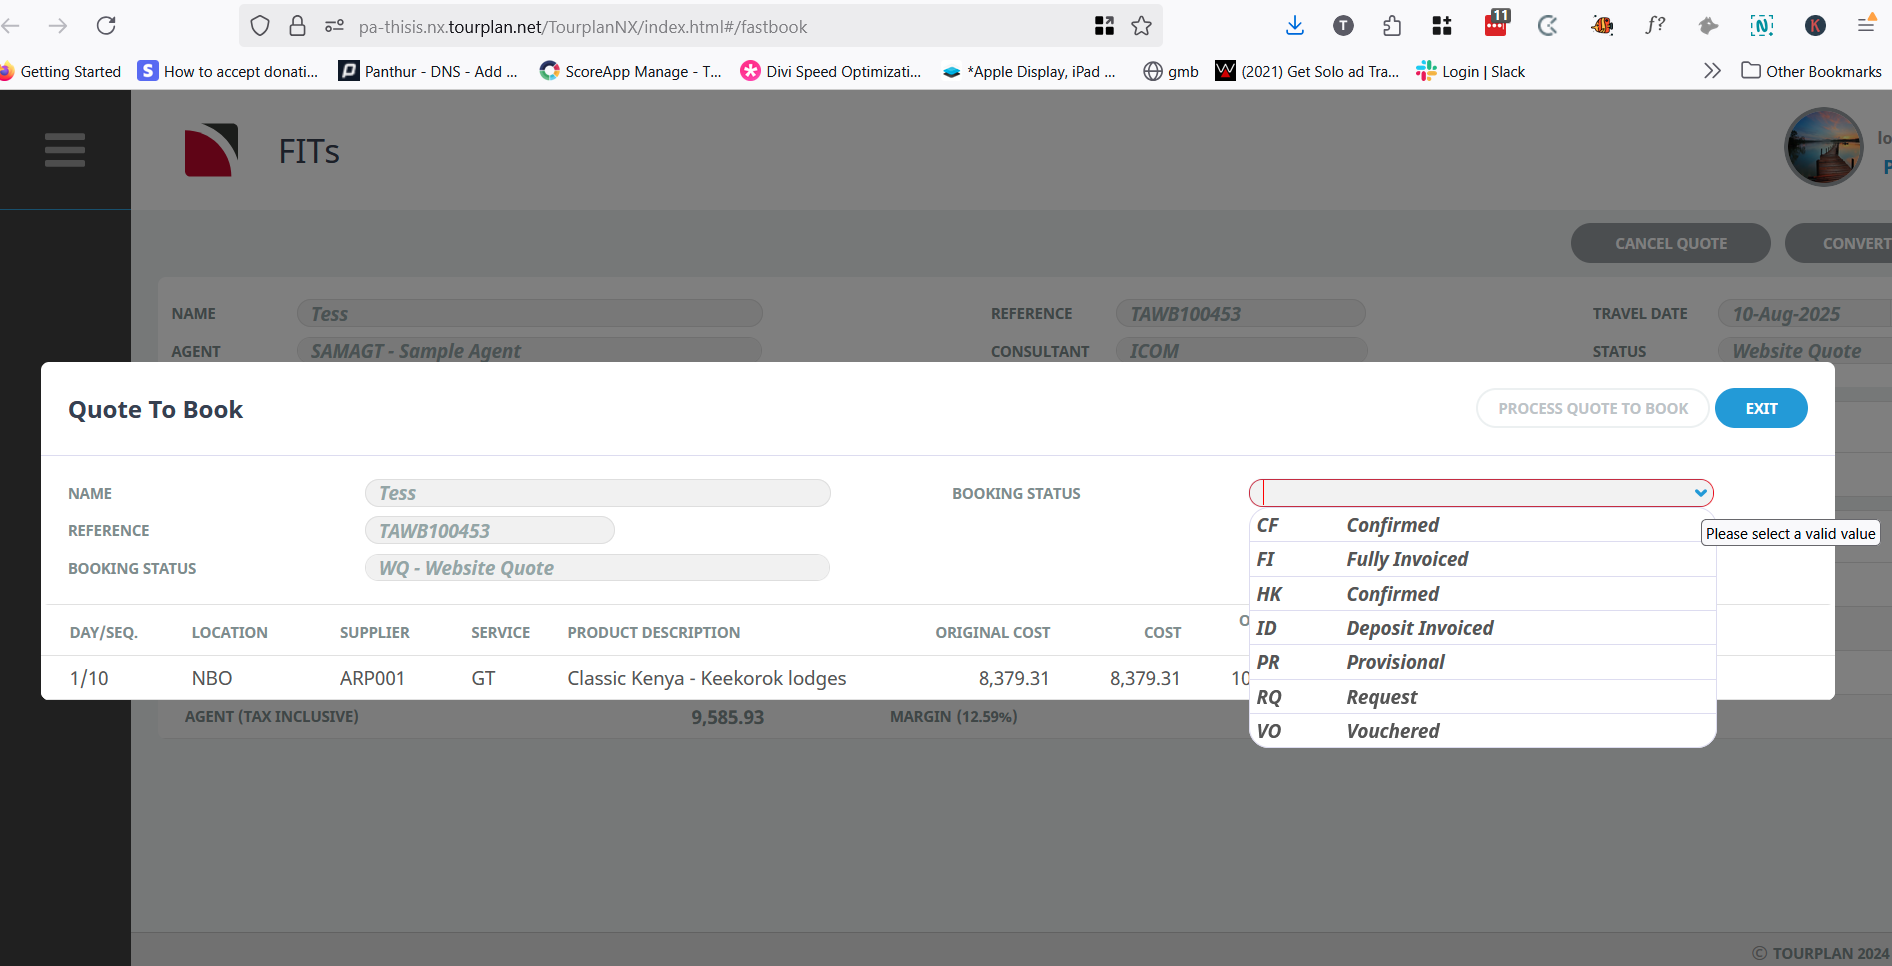 pa-thisis.nx.tourplan.net/TourplanNX/index.html#/fastbook
T
11
f?
N
K
Getting Started
S How to accept donati...
Panthur - DNS - Add ...
ScoreApp Manage - T...
Divi Speed Optimizati...
*Apple Display, iPad ...
gmb
(2021) Get Solo ad Tra...
Login | Slack
Other Bookmarks
FITs
lo
P
CANCEL QUOTE
CONVERT
NAME Tess REFERENCE TAWB100453 TRAVEL DATE 10-Aug-2025
AGENT SAMAGT - Sample Agent CONSULTANT ICOM STATUS Website Quote
Quote To Book
PROCESS QUOTE TO BOOK
EXIT
NAME Tess BOOKING STATUS
REFERENCE TAWB100453
BOOKING STATUS WQ - Website Quote
CF Confirmed
FI Fully Invoiced
HK Confirmed
ID Deposit Invoiced
PR Provisional
RQ Request
VO Vouchered
Please select a valid value
DAY/SEQ. LOCATION SUPPLIER SERVICE PRODUCT DESCRIPTION ORIGINAL COST COST O
1/10 NBO ARP001 GT Classic Kenya - Keekorok lodges 8,379.31 8,379.31 10
AGENT (TAX INCLUSIVE) 9,585.93 MARGIN (12.59%)
© TOURPLAN 2024